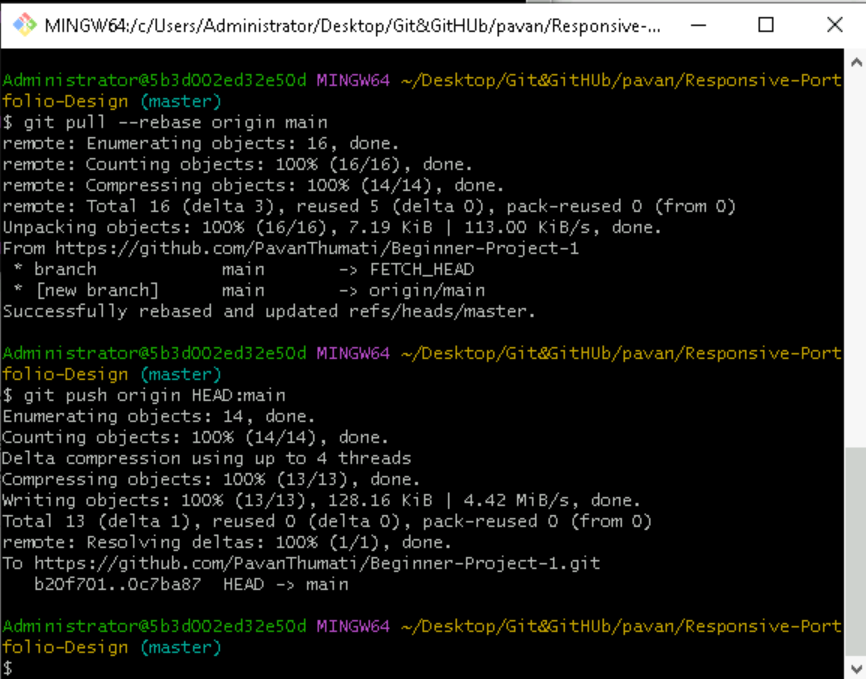 MINGW64:/c/Users/Administrator/Desktop/Git&GitHUb/pavan/Responsive-...
Administrator@5b3d002ed32e50d MINGW64 ~/Desktop/Git&GitHUb/pavan/Responsive-Port
folio-Design (master)
$ git pull --rebase origin main
remote: Enumerating objects: 16, done.
remote: Counting objects: 100% (16/16), done.
remote: Compressing objects: 100% (14/14), done.
remote: Total 16 (delta 3), reused 5 (delta 0), pack-reused 0 (from 0)
Unpacking objects: 100% (16/16), 7.19 KiB | 113.00 KiB/s, done.
From https://github.com/PavanThumati/Beginner-Project-1
 * branch            main       -> FETCH_HEAD
 * [new branch]      main       -> origin/main
Successfully rebased and updated refs/heads/master.
Administrator@5b3d002ed32e50d MINGW64 ~/Desktop/Git&GitHUb/pavan/Responsive-Port
folio-Design (master)
$ git push origin HEAD:main
Enumerating objects: 14, done.
Counting objects: 100% (14/14), done.
Delta compression using up to 4 threads
Compressing objects: 100% (13/13), done.
Writing objects: 100% (13/13), 128.16 KiB | 4.42 MiB/s, done.
Total 13 (delta 1), reused 0 (delta 0), pack-reused 0 (from 0)
remote: Resolving deltas: 100% (1/1), done.
To https://github.com/PavanThumati/Beginner-Project-1.git
   b20f701..0c7ba87  HEAD -> main
Administrator@5b3d002ed32e50d MINGW64 ~/Desktop/Git&GitHUb/pavan/Responsive-Port
folio-Design (master)
$